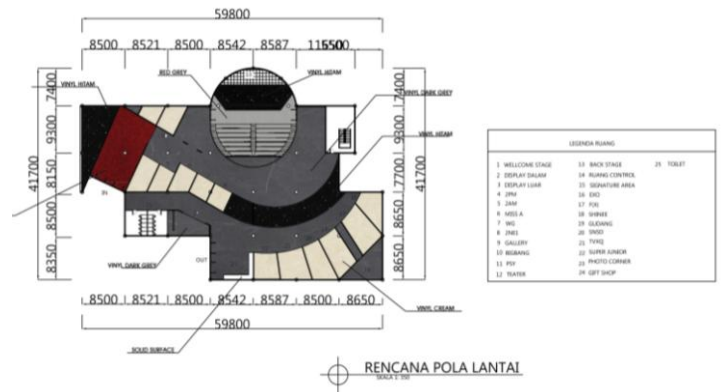 59800
8500 8521 8500 8542 8587
7400 9300 8150 8500 8350
41700
7400 9300 7700 8650 8650
41700
VINYL HITAM
RED GREY
VINYL HITAM
VINYL DARK GREY
VINYL HITAM
IN
OUT
VINYL DARK GREY
VINYL CREAM
SOLID SURFACE
8500 8521 8500 8542 8587 8500 8650
59800
RENCANA POLA LANTAI
SKALA 1: 350
LEGENDA RUANG
1 WELLCOME STAGE
2 DISPLAY DALAM
3 DISPLAY LUAR
4 2PM
5 2AM
6 MISS A
7 WG
8 2NE1
9 GALLERY
10 BIGBANG
11 PSY
12 TEATER
13 BACK STAGE
14 RUANG CONTROL
15 SIGNATURE AREA
16 EXO
17 F(X)
18 SHINEE
19 GUDANG
20 SNSD
21 TVXQ
22 SUPER JUNIOR
23 PHOTO CORNER
24 GIFT SHOP
25 TOILET